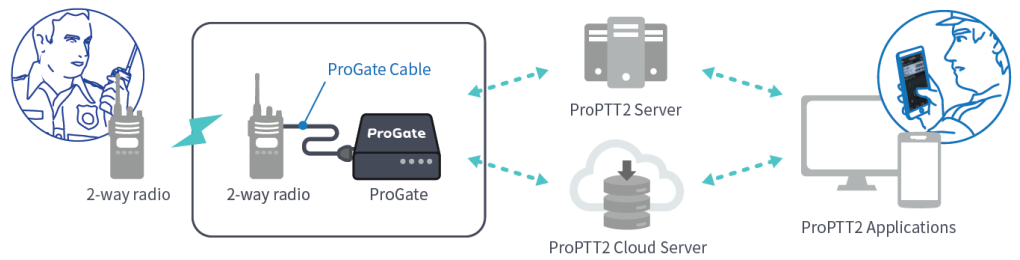 ProGate Cable
ProGate
2-way radio
2-way radio
ProGate
ProPTT2 Server
ProPTT2 Cloud Server
ProPTT2 Applications